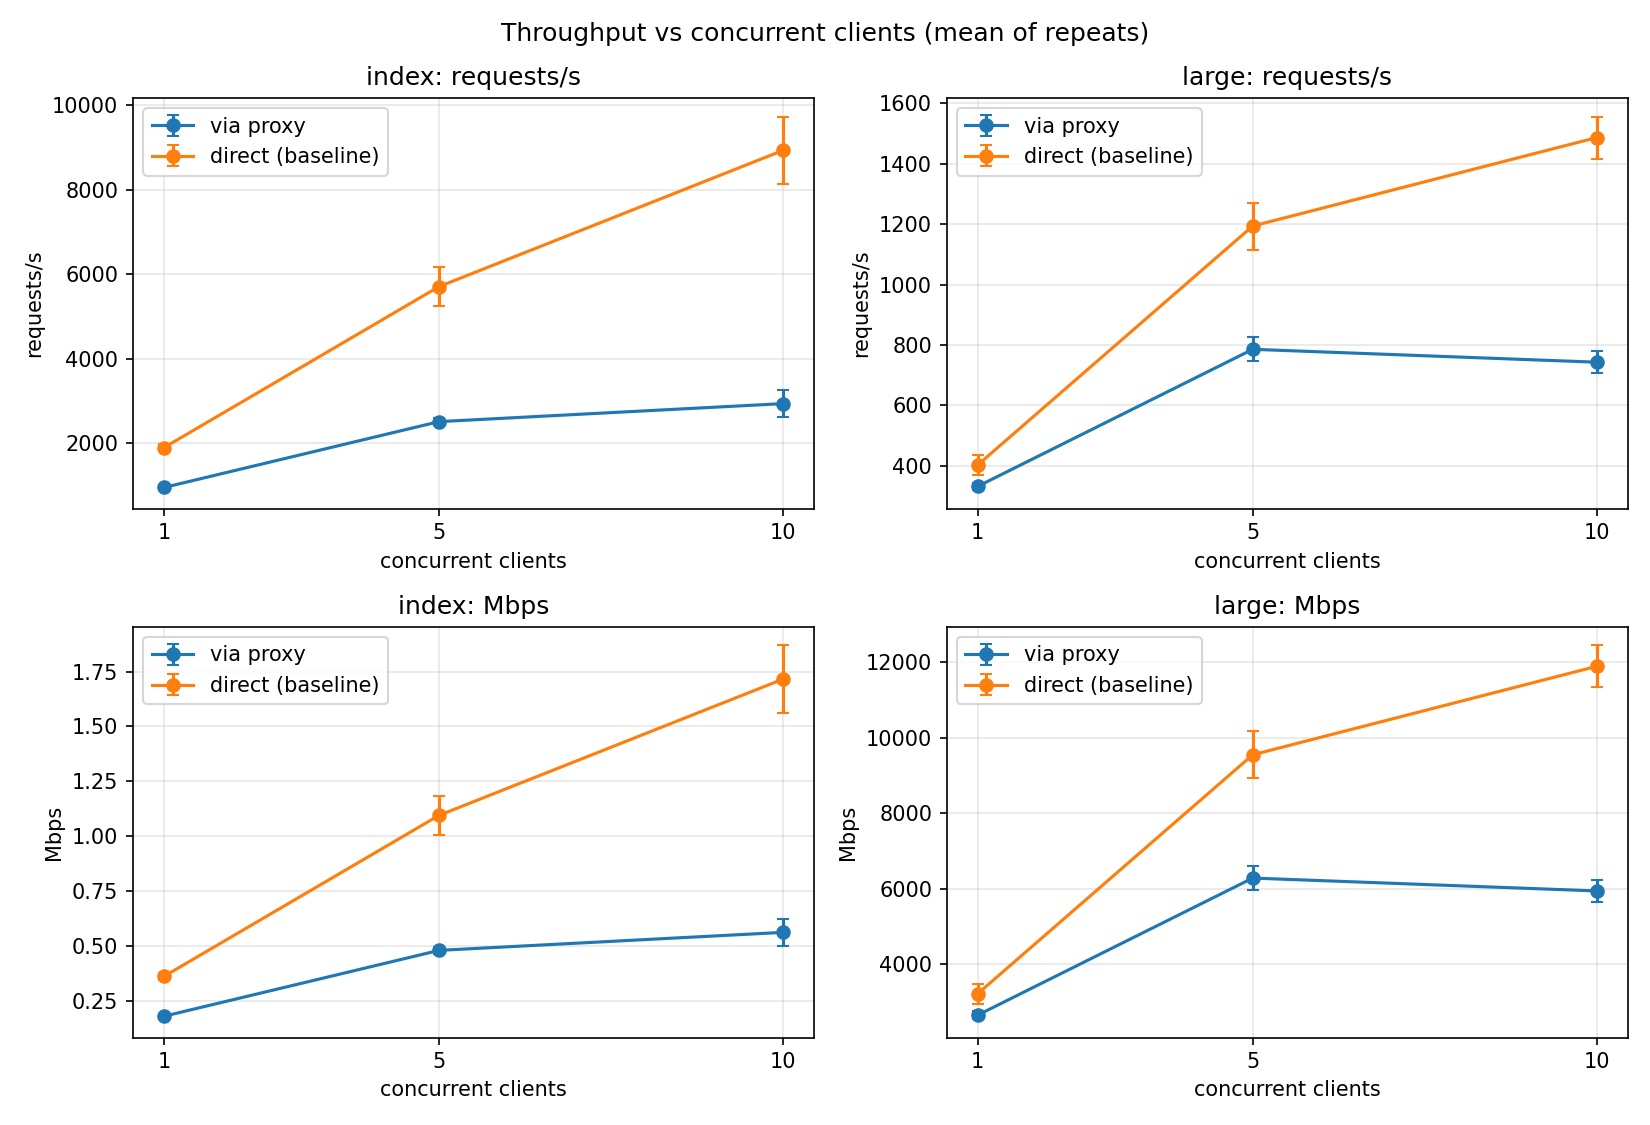 Throughput vs concurrent clients (mean of repeats)
index: requests/s
via proxy
direct (baseline)
requests/s
10000
8000
6000
4000
2000
1
5
10
concurrent clients
large: requests/s
via proxy
direct (baseline)
requests/s
1600
1400
1200
1000
800
600
400
1
5
10
concurrent clients
index: Mbps
via proxy
direct (baseline)
Mbps
1.75
1.50
1.25
1.00
0.75
0.50
0.25
1
5
10
concurrent clients
large: Mbps
via proxy
direct (baseline)
Mbps
12000
10000
8000
6000
4000
1
5
10
concurrent clients